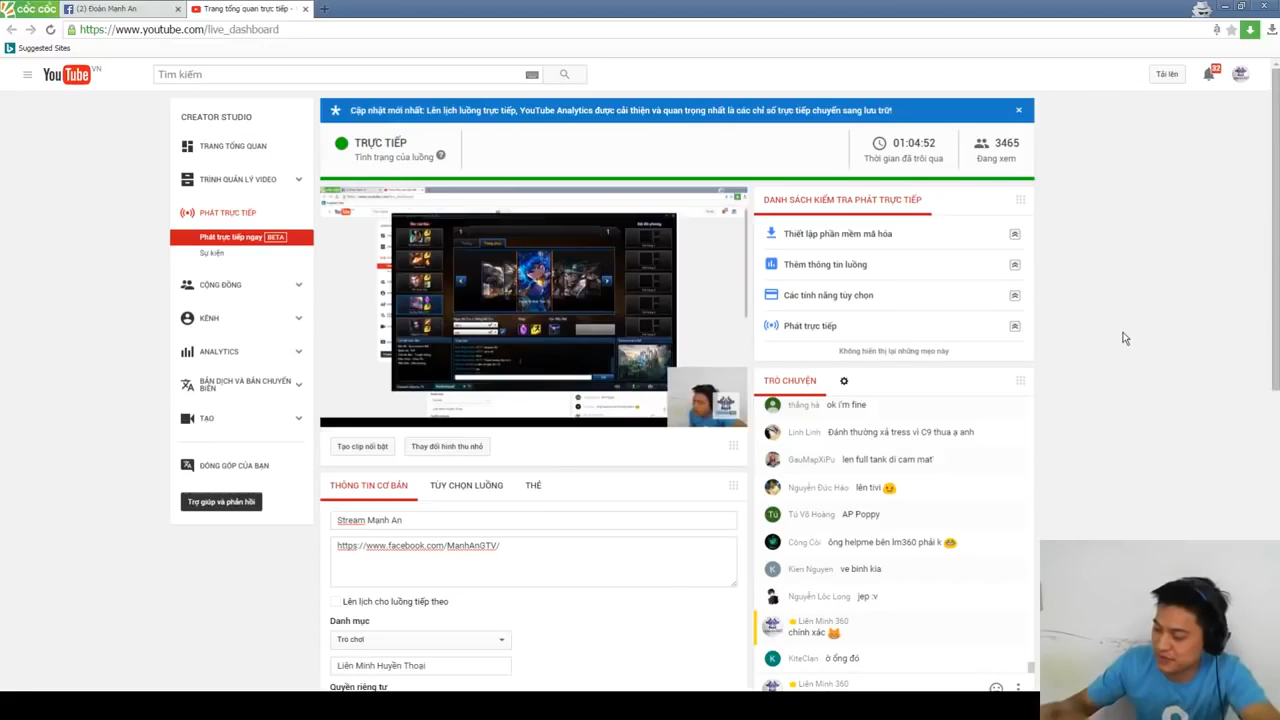 CỐC CỐC
(2) Đoàn Mạnh An
Trang tổng quan trực tiếp -
https://www.youtube.com/live_dashboard
Suggested Sites
YouTube VN
Tìm kiếm
Tải lên
32
CREATOR STUDIO
TRANG TỔNG QUAN
TRÌNH QUẢN LÝ VIDEO
PHÁT TRỰC TIẾP
Phát trực tiếp ngay BETA
Sự kiện
CỘNG ĐỒNG
KÊNH
ANALYTICS
BẢN DỊCH VÀ BẢN CHUYỂN
BIÊN
TẠO
ĐÓNG GÓP CỦA BẠN
Trợ giúp và phản hồi
Cập nhật mới nhất: Lên lịch luồng trực tiếp, YouTube Analytics được cải thiện và quan trọng nhất là các chỉ số trực tiếp chuyển sang lưu trữ!
TRỰC TIẾP
Tình trạng của luồng
01:04:52
Thời gian đã trôi qua
3465
Đang xem
Tạo clip nổi bật
Thay đổi hình thu nhỏ
THÔNG TIN CƠ BẢN
TÙY CHỌN LUỒNG
THẺ
Stream Mạnh An
https://www.facebook.com/ManhAnGTV/
Lên lịch cho luồng tiếp theo
Danh mục
Trò chơi
Liên Minh Huyền Thoại
Quyền riêng tư
DANH SÁCH KIỂM TRA PHÁT TRỰC TIẾP
Thiết lập phần mềm mã hóa
Thêm thông tin luồng
Các tính năng tùy chọn
Phát trực tiếp
Không hiển thị lại những mẹo này
TRÒ CHUYỆN
thắng hà ok i'm fine
Linh Linh Đánh thường xả tress vì C9 thua ạ anh
GauMapXiPu len full tank di cam mat'
Nguyễn Đức Hảo lên tivi
Tú Tú Võ Hoàng AP Poppy
Công Côi ông helpme bên lm360 phải k
K Kien Nguyen ve binh kia
Nguyễn Lộc Long jep :v
Liên Minh 360
chính xác
K KiteClan ờ ổng đó
Liên Minh 360